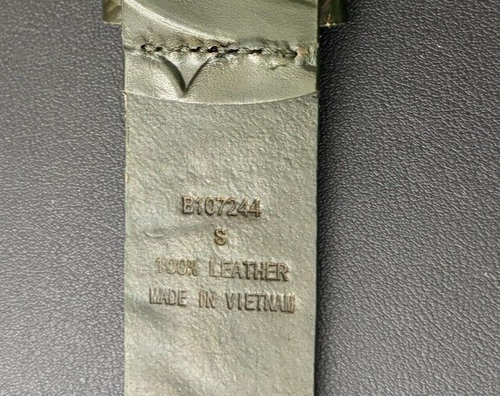 B107244
S
100% LEATHER
MADE IN VIETNAM